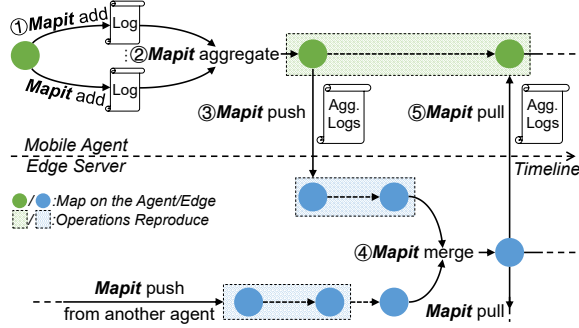 ①Mapit add
Log
⋮②Mapit aggregate
Mapit add
Log
③Mapit push
Agg.
Logs
⑤Mapit pull
Agg.
Logs
Mobile Agent
Edge Server
Timeline
/ :Map on the Agent/Edge
/ :Operations Reproduce
④Mapit merge
Mapit push
from another agent
Mapit pull